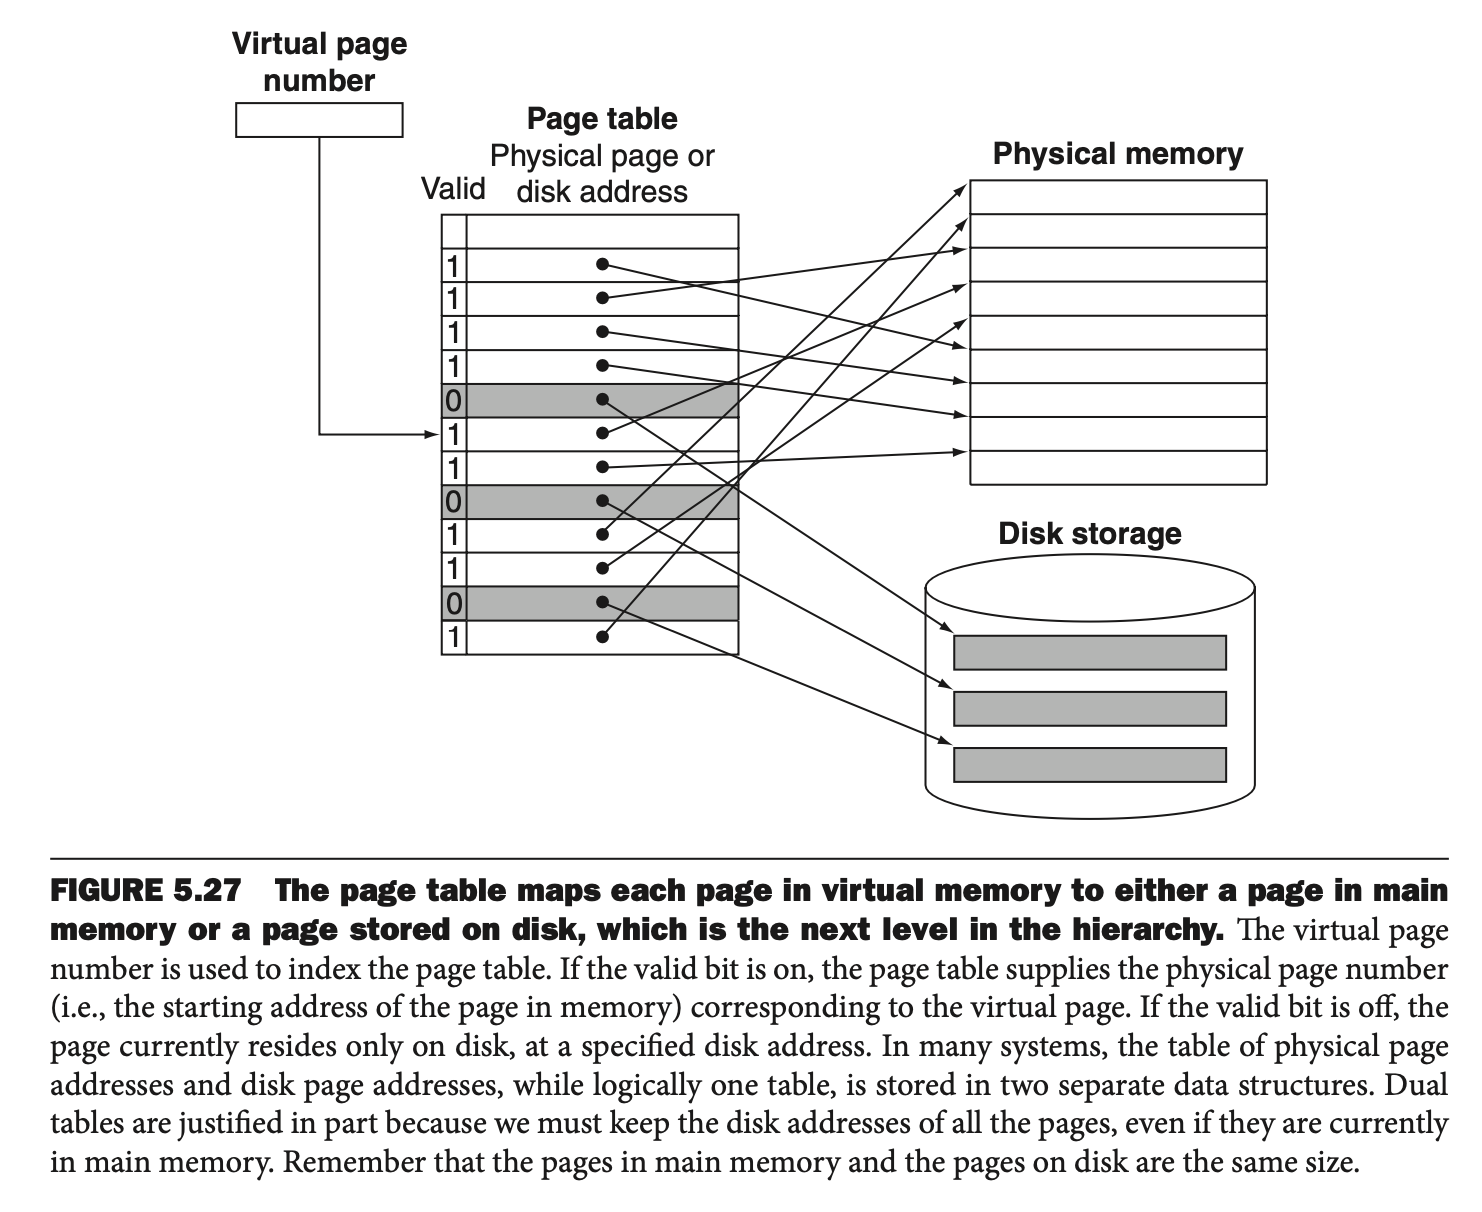 Virtual page
number
Page table
Physical page or
disk address
Valid
1
1
1
1
0
1
1
0
1
1
0
1
Physical memory
Disk storage
FIGURE 5.27 The page table maps each page in virtual memory to either a page in main
memory or a page stored on disk, which is the next level in the hierarchy. The virtual page
number is used to index the page table. If the valid bit is on, the page table supplies the physical page number
(i.e., the starting address of the page in memory) corresponding to the virtual page. If the valid bit is off, the
page currently resides only on disk, at a specified disk address. In many systems, the table of physical page
addresses and disk page addresses, while logically one table, is stored in two separate data structures. Dual
tables are justified in part because we must keep the disk addresses of all the pages, even if they are currently
in main memory. Remember that the pages in main memory and the pages on disk are the same size.